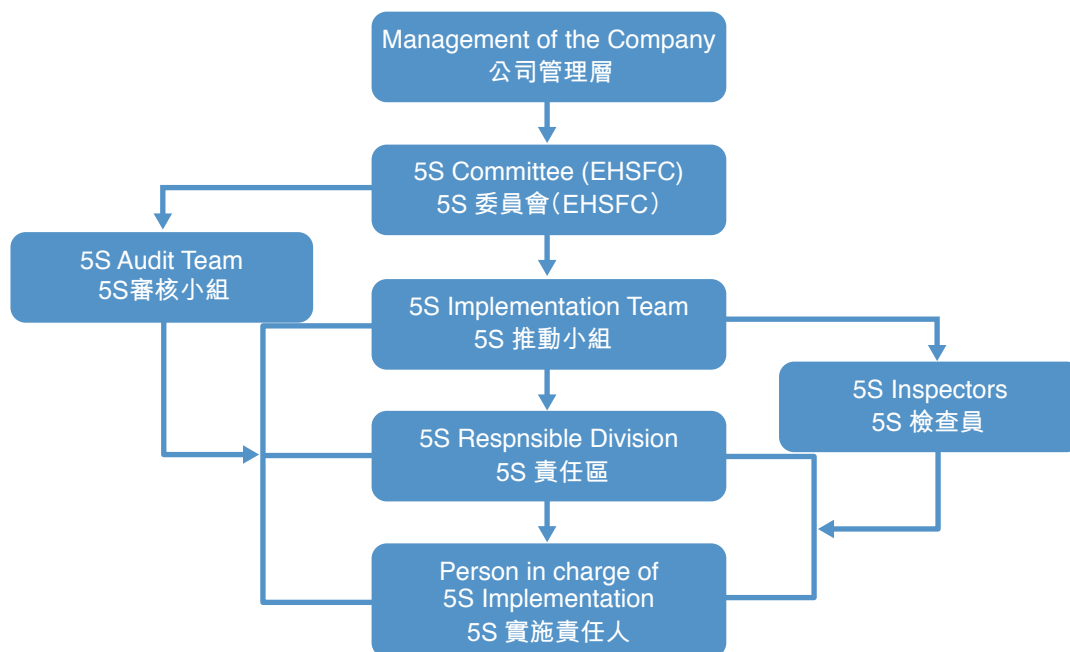 Management of the Company
公司管理層
5S Committee (EHSFC)
5S 委員會（EHSFC）
5S Audit Team
5S審核小組
5S Implementation Team
5S 推動小組
5S Inspectors
5S 檢查員
5S Respnsible Division
5S 責任區
Person in charge of
5S Implementation
5S 實施責任人